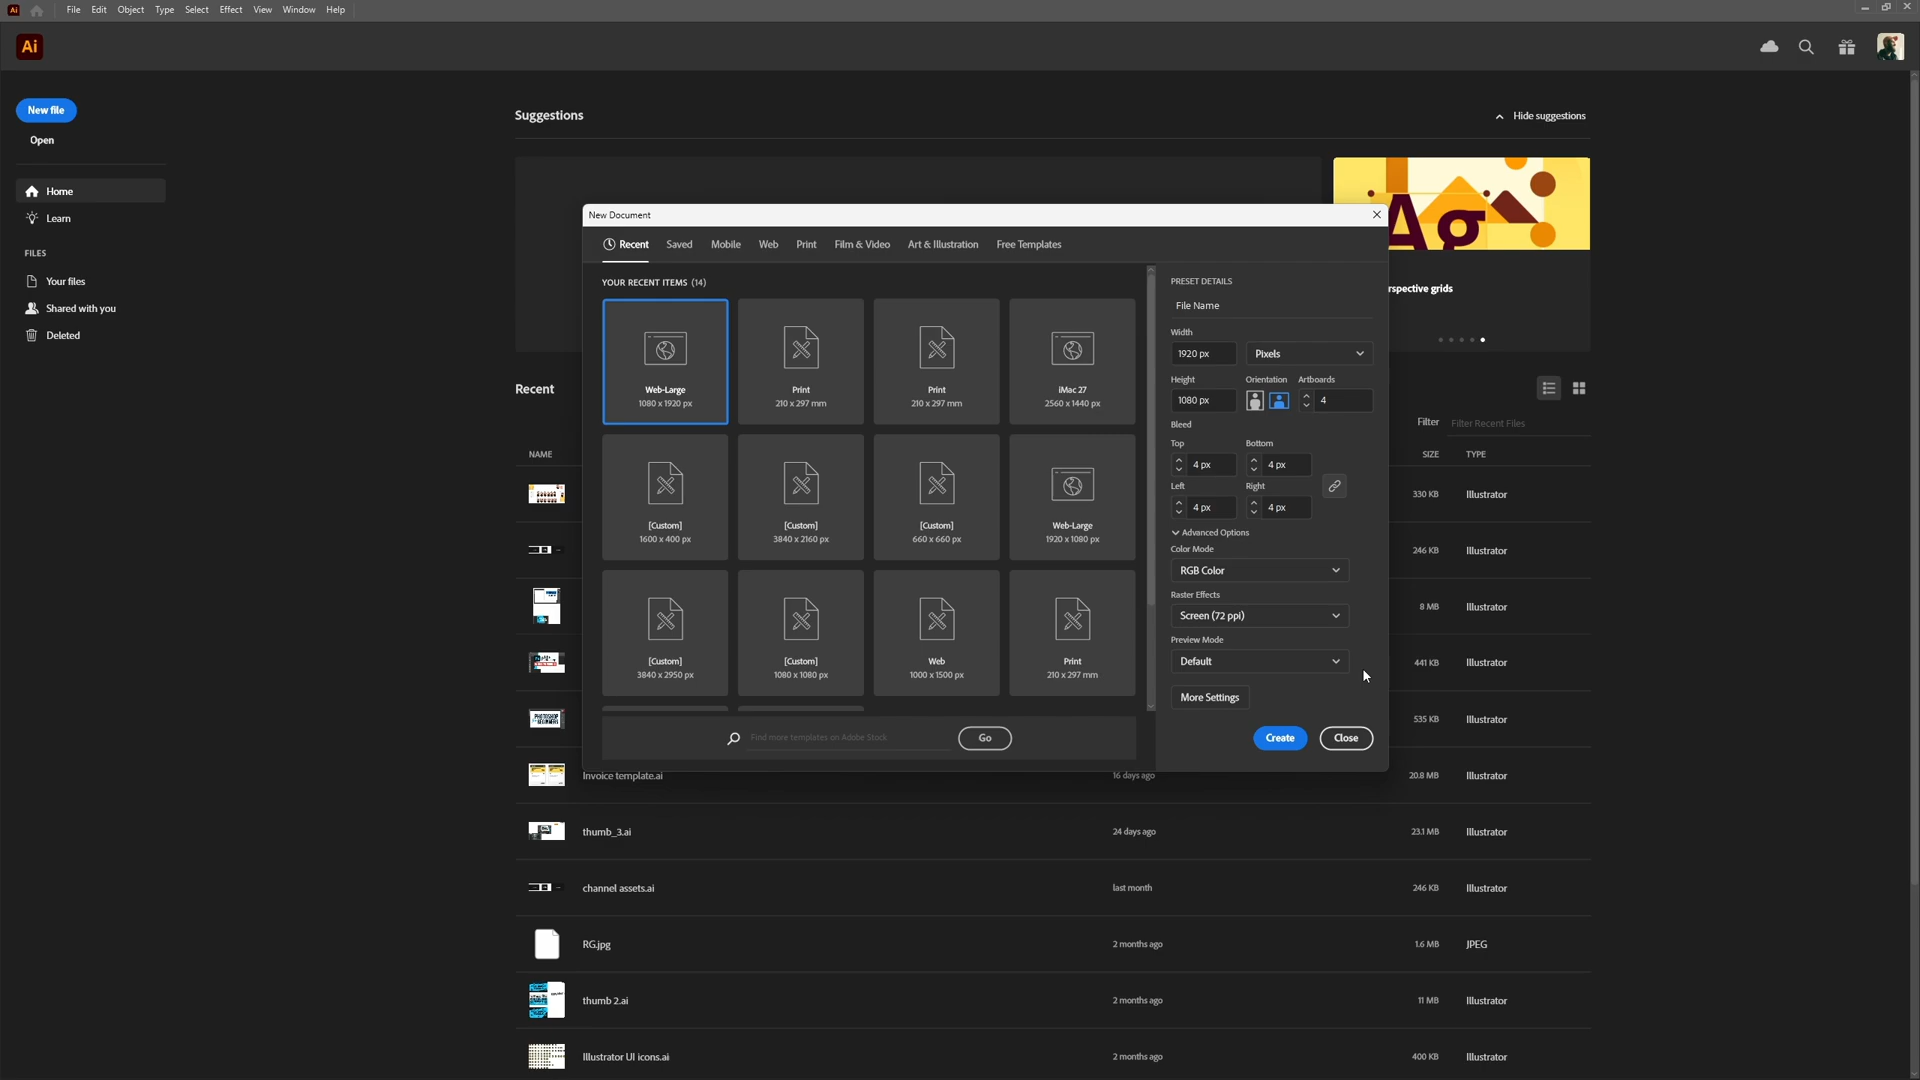 Ai
File Edit Object Type Select Effect View Window Help
Ai
New file
Open
Home
Learn
FILES
Your files
Shared with you
Deleted
Suggestions
Hide suggestions
Ag
rspective grids
Recent
Filter Filter Recent Files
NAME SIZE TYPE
330 KB Illustrator
246 KB Illustrator
8 MB Illustrator
441 KB Illustrator
535 KB Illustrator
Invoice template.ai 16 days ago 20.8 MB Illustrator
thumb_3.ai 24 days ago 23.1 MB Illustrator
channel assets.ai last month 246 KB Illustrator
RG.jpg 2 months ago 1.6 MB JPEG
thumb 2.ai 2 months ago 11 MB Illustrator
Illustrator UI icons.ai 2 months ago 400 KB Illustrator
New Document
Recent Saved Mobile Web Print Film & Video Art & Illustration Free Templates
YOUR RECENT ITEMS (14)
Web-Large
1080 x 1920 px
Print
210 x 297 mm
Print
210 x 297 mm
iMac 27
2560 x 1440 px
[Custom]
1600 x 400 px
[Custom]
3840 x 2160 px
[Custom]
660 x 660 px
Web-Large
1920 x 1080 px
[Custom]
3840 x 2950 px
[Custom]
1080 x 1080 px
Web
1000 x 1500 px
Print
210 x 297 mm
Find more templates on Adobe Stock
Go
PRESET DETAILS
File Name
Width
1920 px Pixels
Height Orientation Artboards
1080 px 4
Bleed
Top Bottom
4 px 4 px
Left Right
4 px 4 px
Advanced Options
Color Mode
RGB Color
Raster Effects
Screen (72 ppi)
Preview Mode
Default
More Settings
Create Close